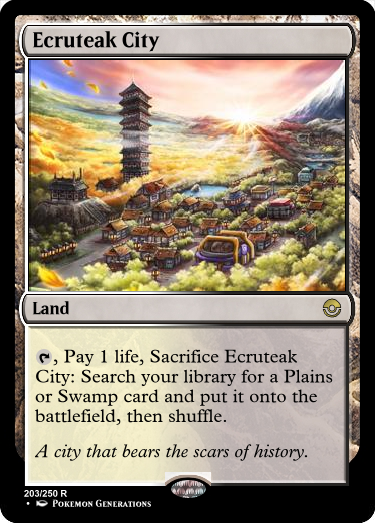 Ecruteak City
Land
, Pay 1 life, Sacrifice Ecruteak
City: Search your library for a Plains
or Swamp card and put it onto the
battlefield, then shuffle.
A city that bears the scars of history.
203/250 R
• Pokemon Generations